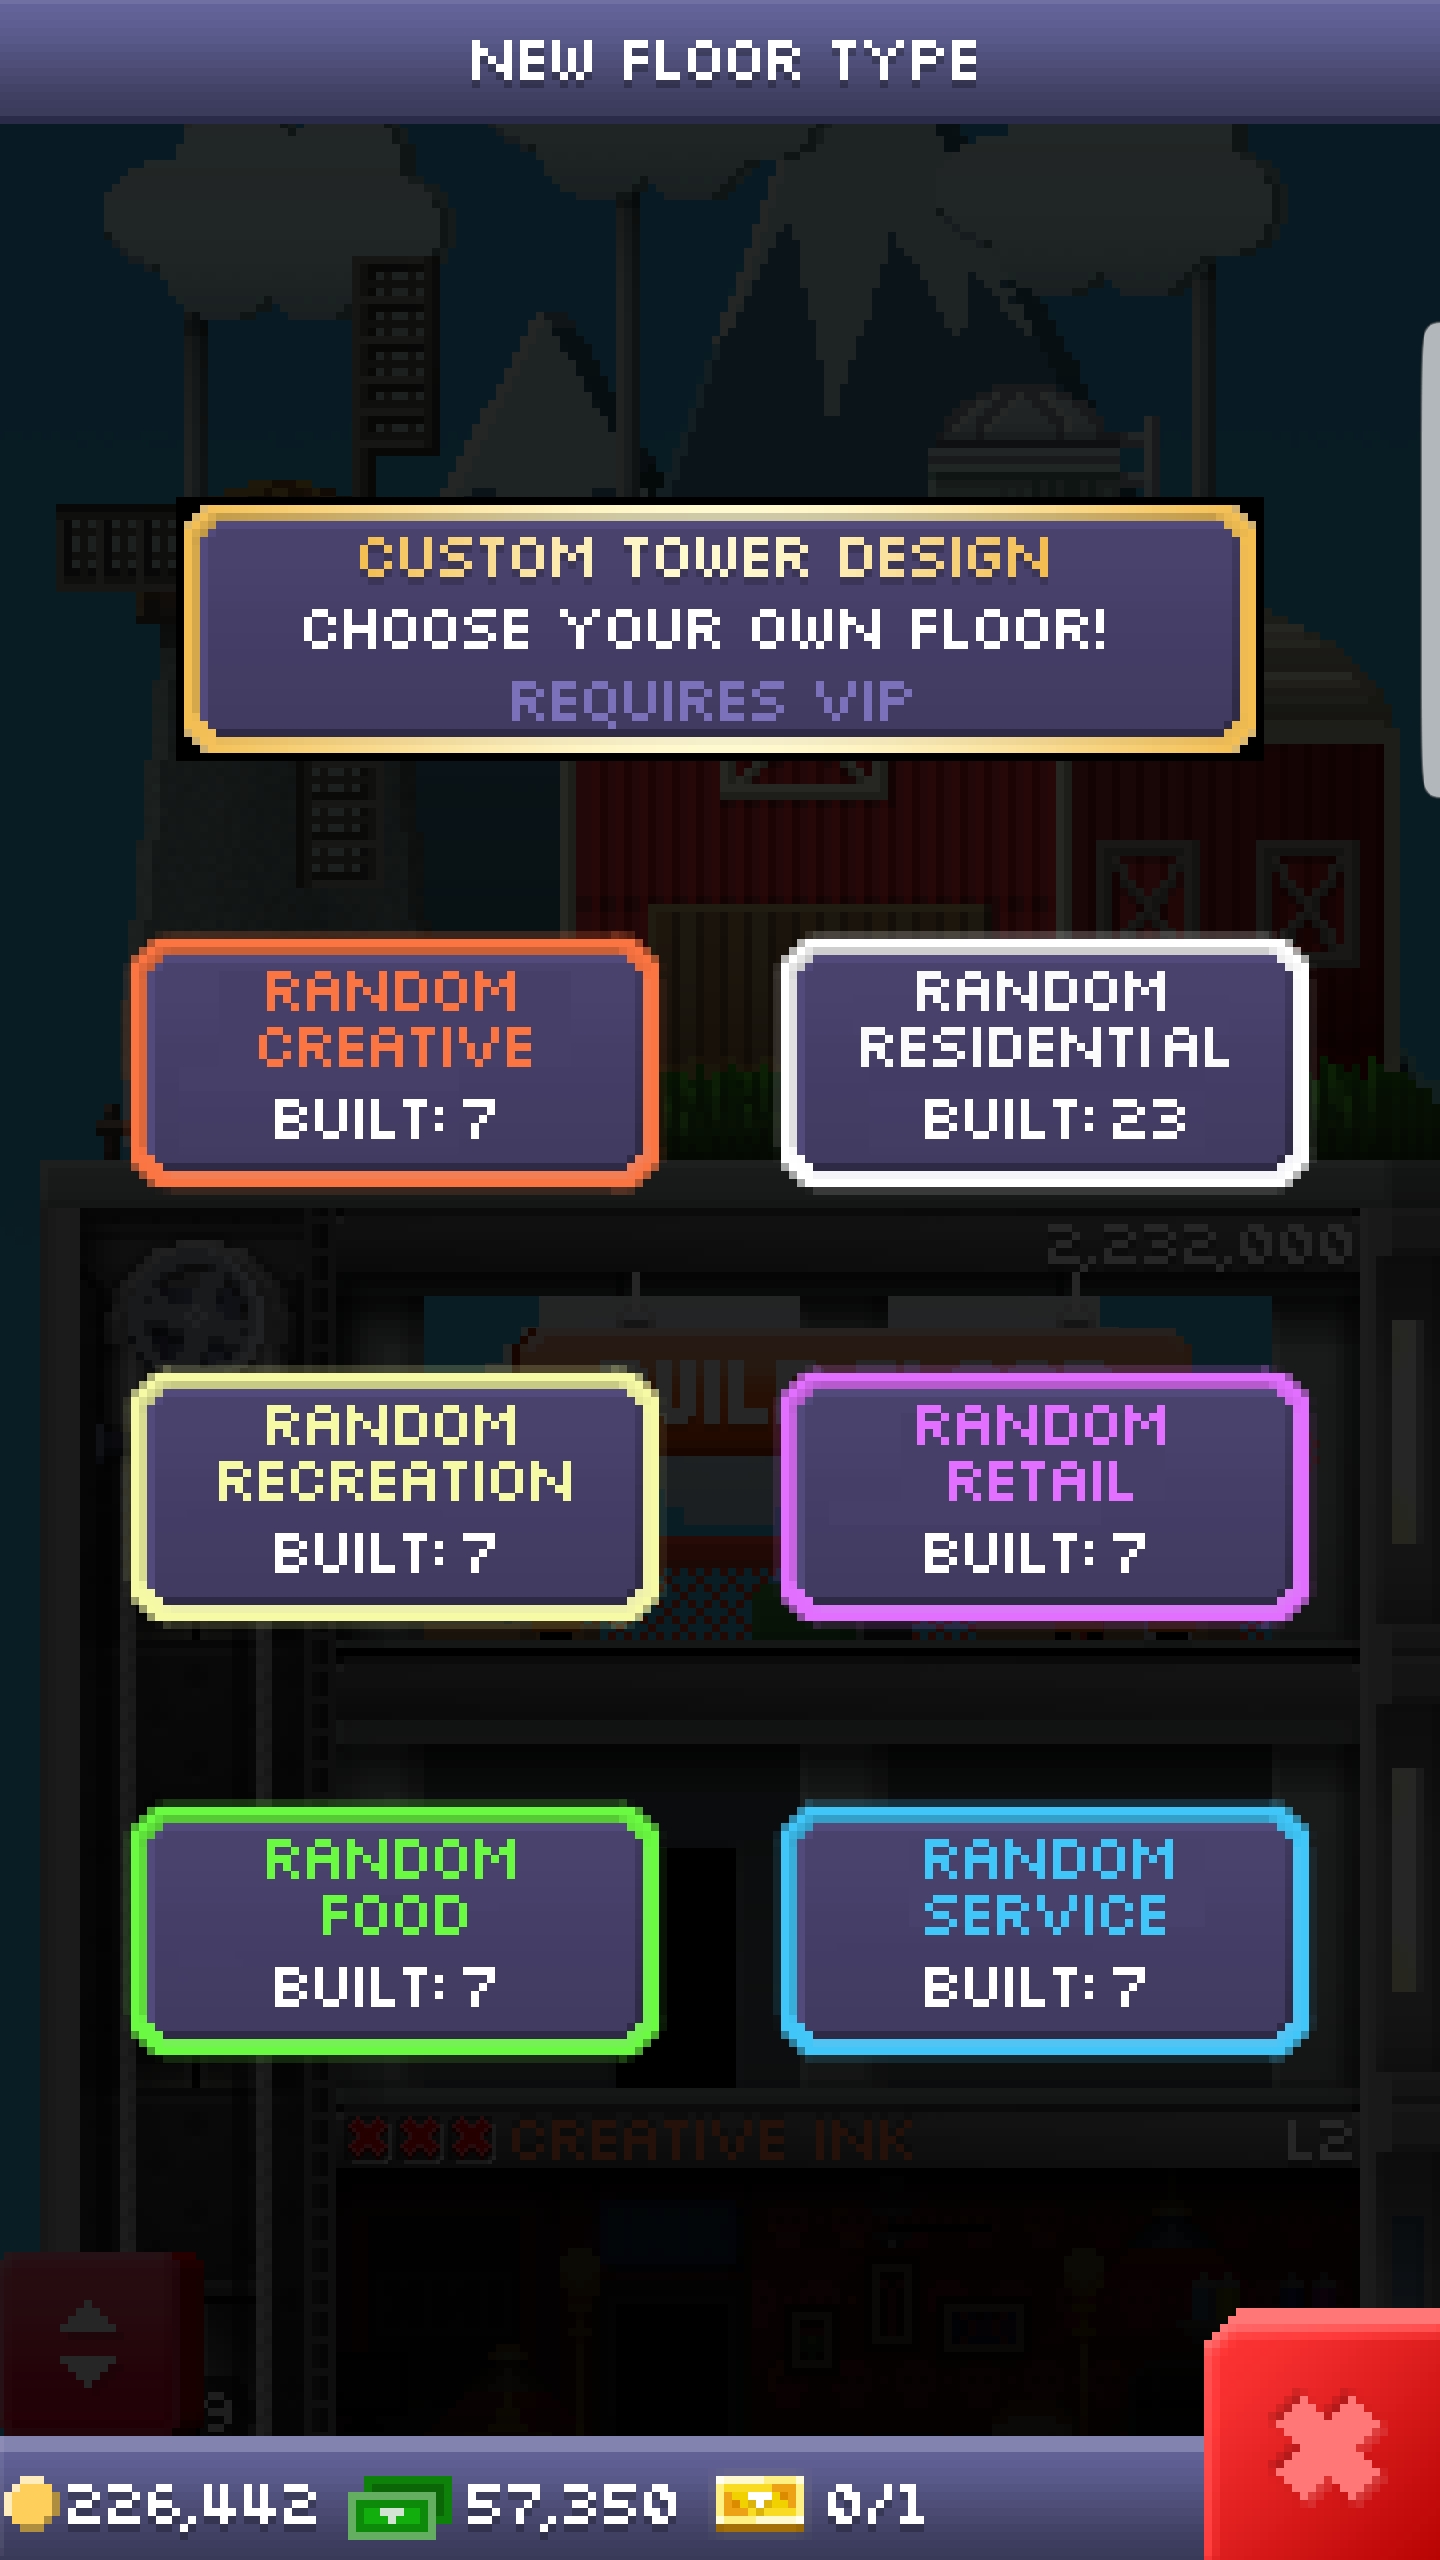 NEW FLOOR TYPE
CUSTOM TOWER DESIGN
CHOOSE YOUR OWN FLOOR!
REQUIRES VIP
RANDOM
CREATIVE
BUILT: 7
RANDOM
RESIDENTIAL
BUILT: 23
2,232,000
RANDOM
RECREATION
BUILT: 7
RANDOM
RETAIL
BUILT: 7
RANDOM
FOOD
BUILT: 7
RANDOM
SERVICE
BUILT: 7
CREATIVE INK
L2
9
226,442
57,350
0/1